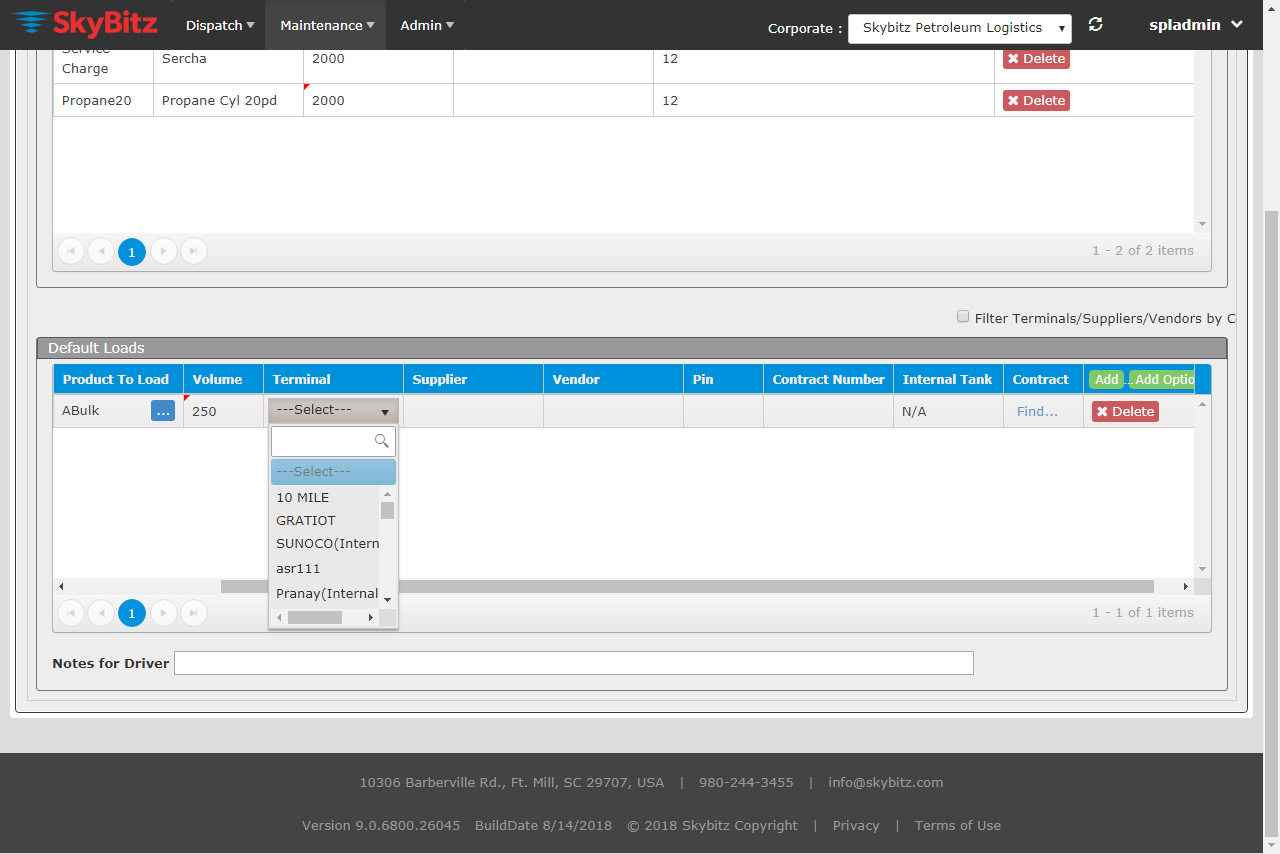 SkyBitz Dispatch Maintenance Admin Corporate : Skybitz Petroleum Logistics spladmin
Service Charge Sercha 2000 12 Delete
Propane20 Propane Cyl 20pd 2000 12 Delete
1 1 - 2 of 2 items
Filter Terminals/Suppliers/Vendors by C
Default Loads
Product To Load Volume Terminal Supplier Vendor Pin Contract Number Internal Tank Contract Add ... Add Optio
ABulk ... 250 ---Select--- N/A Find... Delete
---Select---
10 MILE
GRATIOT
SUNOCO(Intern
asr111
Pranay(Internal
1 1 - 1 of 1 items
Notes for Driver
10306 Barberville Rd., Ft. Mill, SC 29707, USA | 980-244-3455 | info@skybitz.com
Version 9.0.6800.26045 BuildDate 8/14/2018 © 2018 Skybitz Copyright | Privacy | Terms of Use